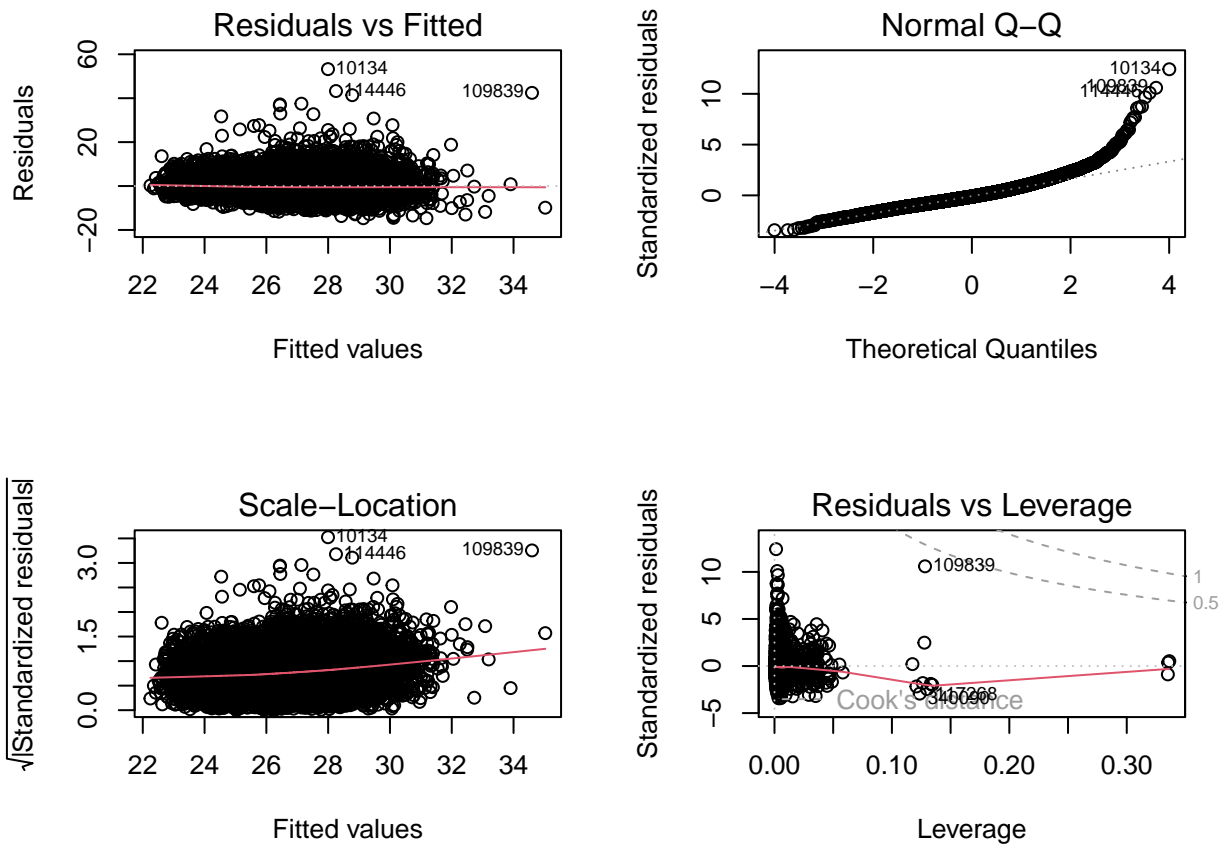 Residuals vs Fitted
Residuals
60
20
−20
10134
114446
109839
22 24 26 28 30 32 34
Fitted values
Normal Q−Q
Standardized residuals
10
5
0
10134
109839
114446
−4 −2 0 2 4
Theoretical Quantiles
Scale−Location
√|Standardized residuals|
3.0
1.5
0.0
10134
114446
109839
22 24 26 28 30 32 34
Fitted values
Residuals vs Leverage
Standardized residuals
10
5
0
−5
109839
1
0.5
117268
Cook's distance
0.00 0.10 0.20 0.30
Leverage